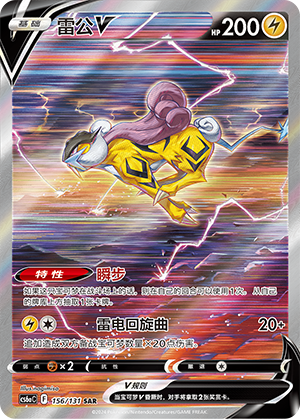 基础 雷公V HP 200
特性 瞬步
如果这只宝可梦在战斗场上的话,则在自己的回合可以使用1次。从自己的
牌库上方抽取1张卡牌。
雷电回旋曲 20+
追加造成双方备战宝可梦数量×20点伤害。
弱点 ×2 抵抗力 撤退
V规则
当宝可梦V昏厥时,对手将拿取2张奖赏卡。
CS6aC F 156/131 SAR